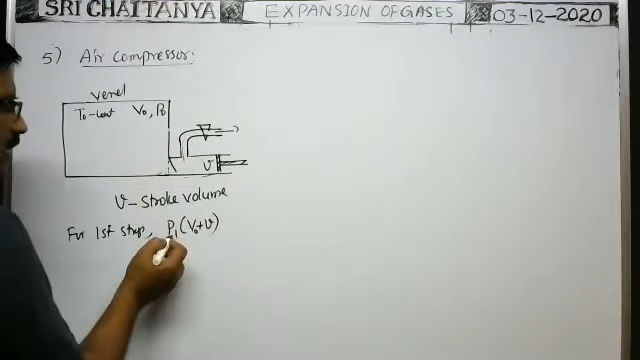 SRI CHAITANYA
EXPANSION OF GASES
03-12-2020
5) Air compressor:
Vessel
T₀-const V₀, P₀
v
v - stroke volume
For 1st step, P₁(V₀+v)